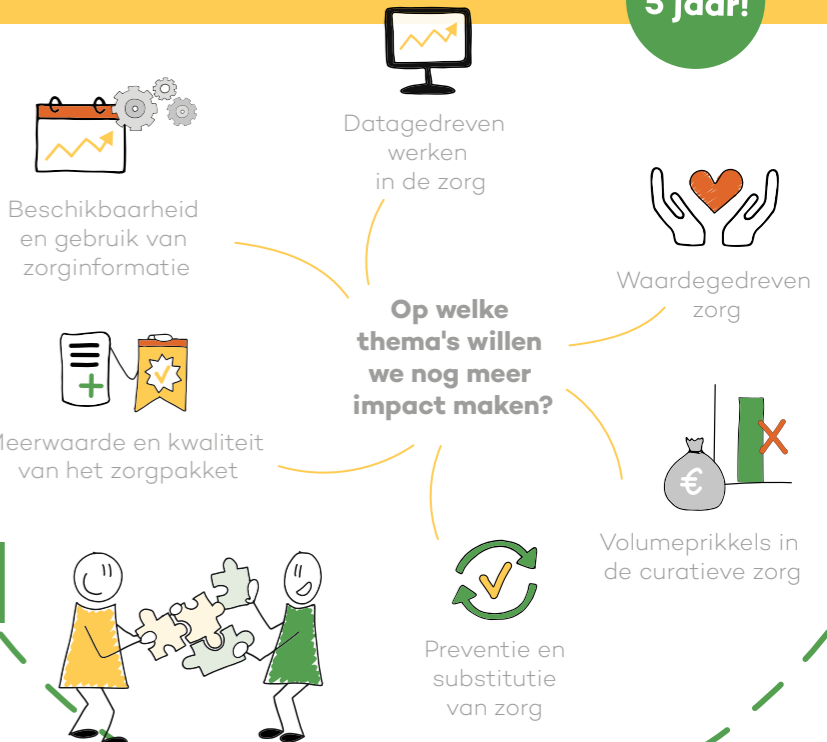 5 jaar!
Datagedreven
werken
in de zorg
Beschikbaarheid
en gebruik van
zorginformatie
Waardegedreven
zorg
Op welke
thema's willen
we nog meer
impact maken?
Meerwaarde en kwaliteit
van het zorgpakket
€
Volumeprikkels in
de curatieve zorg
Preventie en
substitutie
van zorg